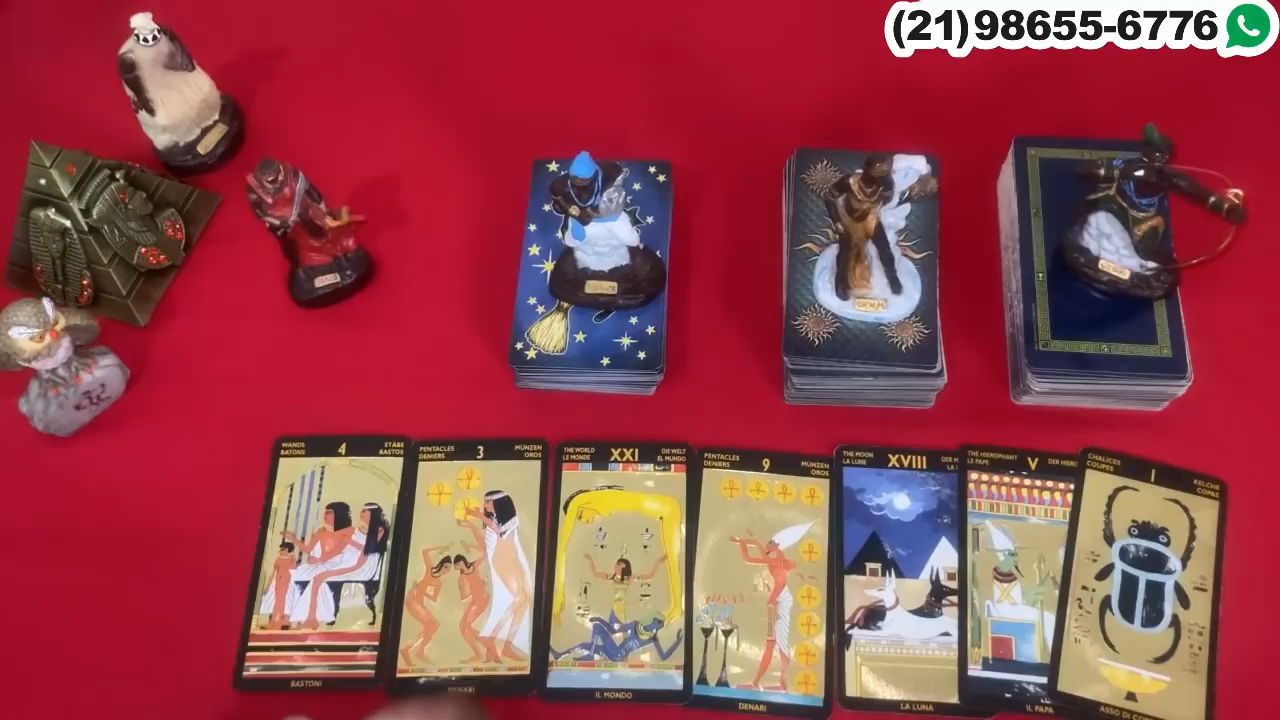 (21)98655-6776
WANDS
BATONS
4
STÄBE
BASTOS
BASTONI
PENTACLES
DENIERS
3
MÜNZEN
OROS
DENARI
THE WORLD
LE MONDE
XXI
DIE WELT
EL MUNDO
IL MONDO
PENTACLES
DENIERS
9
MÜNZEN
OROS
DENARI
THE MOON
LA LUNE
XVIII
LA LUNA
THE HIEROPHANT
LE PAPE
V
IL PAPA
CHALICES
COUPES
1
KELCHE
COPAS